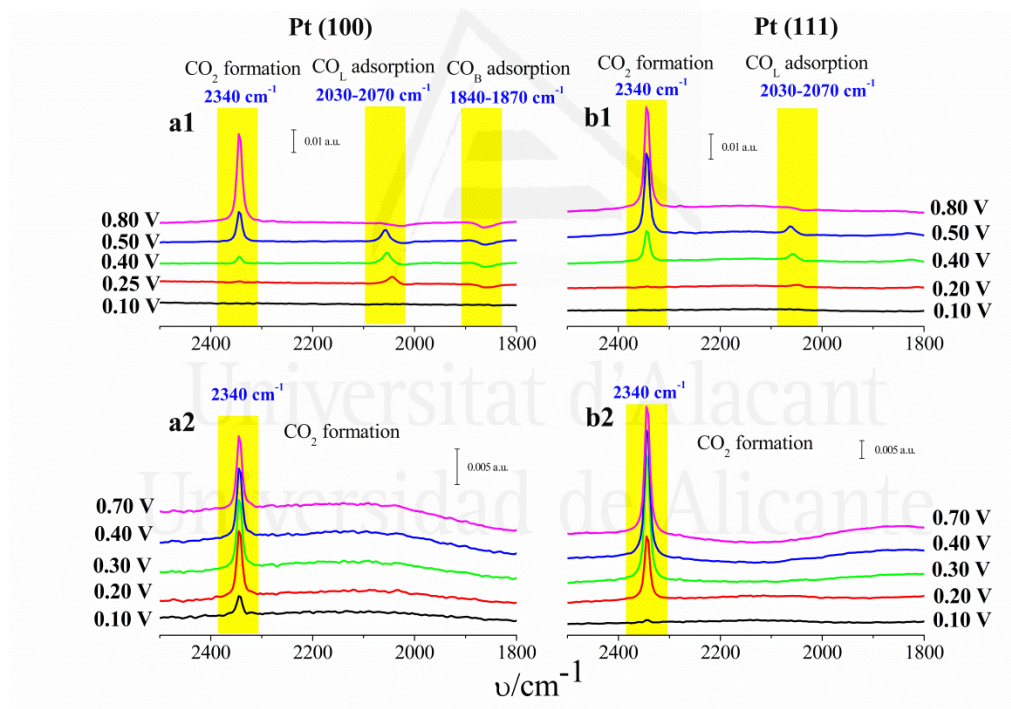 Pt (100)
Pt (111)
CO2 formation
2340 cm-1
COL adsorption
2030-2070 cm-1
COB adsorption
1840-1870 cm-1
a1
0.01 a.u.
0.80 V
0.50 V
0.40 V
0.25 V
0.10 V
2400 2200 2000 1800
CO2 formation
2340 cm-1
COL adsorption
2030-2070 cm-1
b1
0.01 a.u.
0.80 V
0.50 V
0.40 V
0.20 V
0.10 V
2400 2200 2000 1800
Universitat d'Alacant
Universidad de Alicante
2340 cm-1
a2
CO2 formation
0.005 a.u.
0.70 V
0.40 V
0.30 V
0.20 V
0.10 V
2400 2200 2000 1800
2340 cm-1
b2
CO2 formation
0.005 a.u.
0.70 V
0.40 V
0.30 V
0.20 V
0.10 V
2400 2200 2000 1800
υ/cm-1